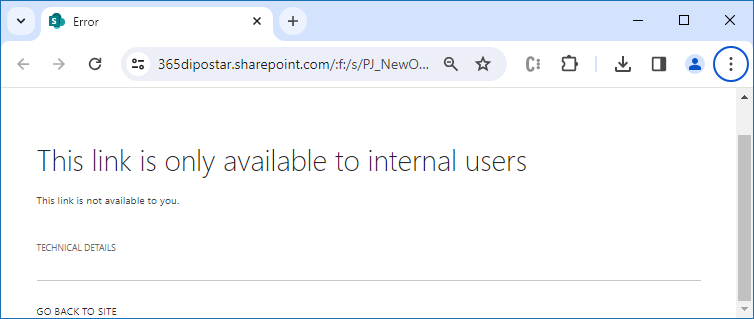 Error
365dipostar.sharepoint.com/:f:/s/PJ_NewO...
This link is only available to internal users
This link is not available to you.
TECHNICAL DETAILS
GO BACK TO SITE